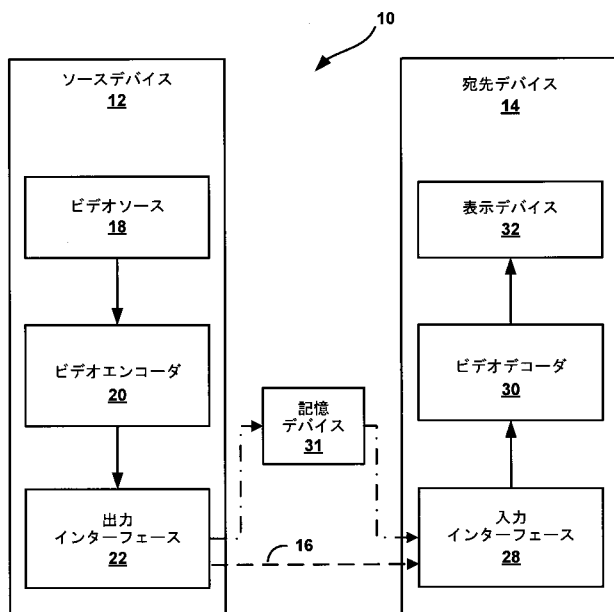 10
ソースデバイス
12
ビデオソース
18
ビデオエンコーダ
20
出力
インターフェース
22
記憶
デバイス
31
16
宛先デバイス
14
表示デバイス
32
ビデオデコーダ
30
入力
インターフェース
28